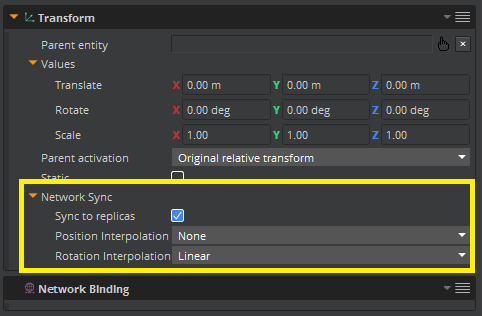 Transform
Parent entity
Values
Translate X 0.00 m Y 0.00 m Z 0.00 m
Rotate X 0.00 deg Y 0.00 deg Z 0.00 deg
Scale X 1.00 Y 1.00 Z 1.00
Parent activation Original relative transform
Static
Network Sync
Sync to replicas
Position Interpolation None
Rotation Interpolation Linear
Network Binding